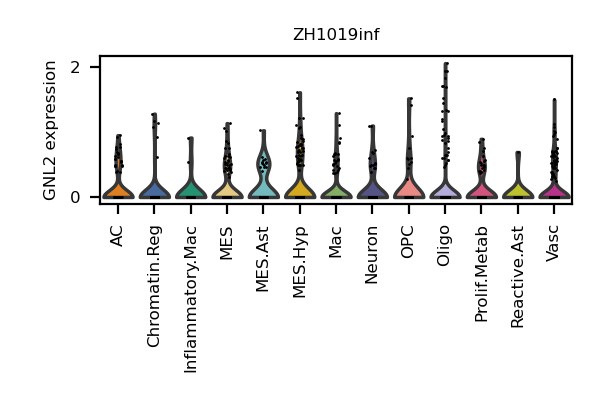 ZH1019inf
GNL2 expression
2
0
AC
Chromatin.Reg
Inflammatory.Mac
MES
MES.Ast
MES.Hyp
Mac
Neuron
OPC
Oligo
Prolif.Metab
Reactive.Ast
Vasc